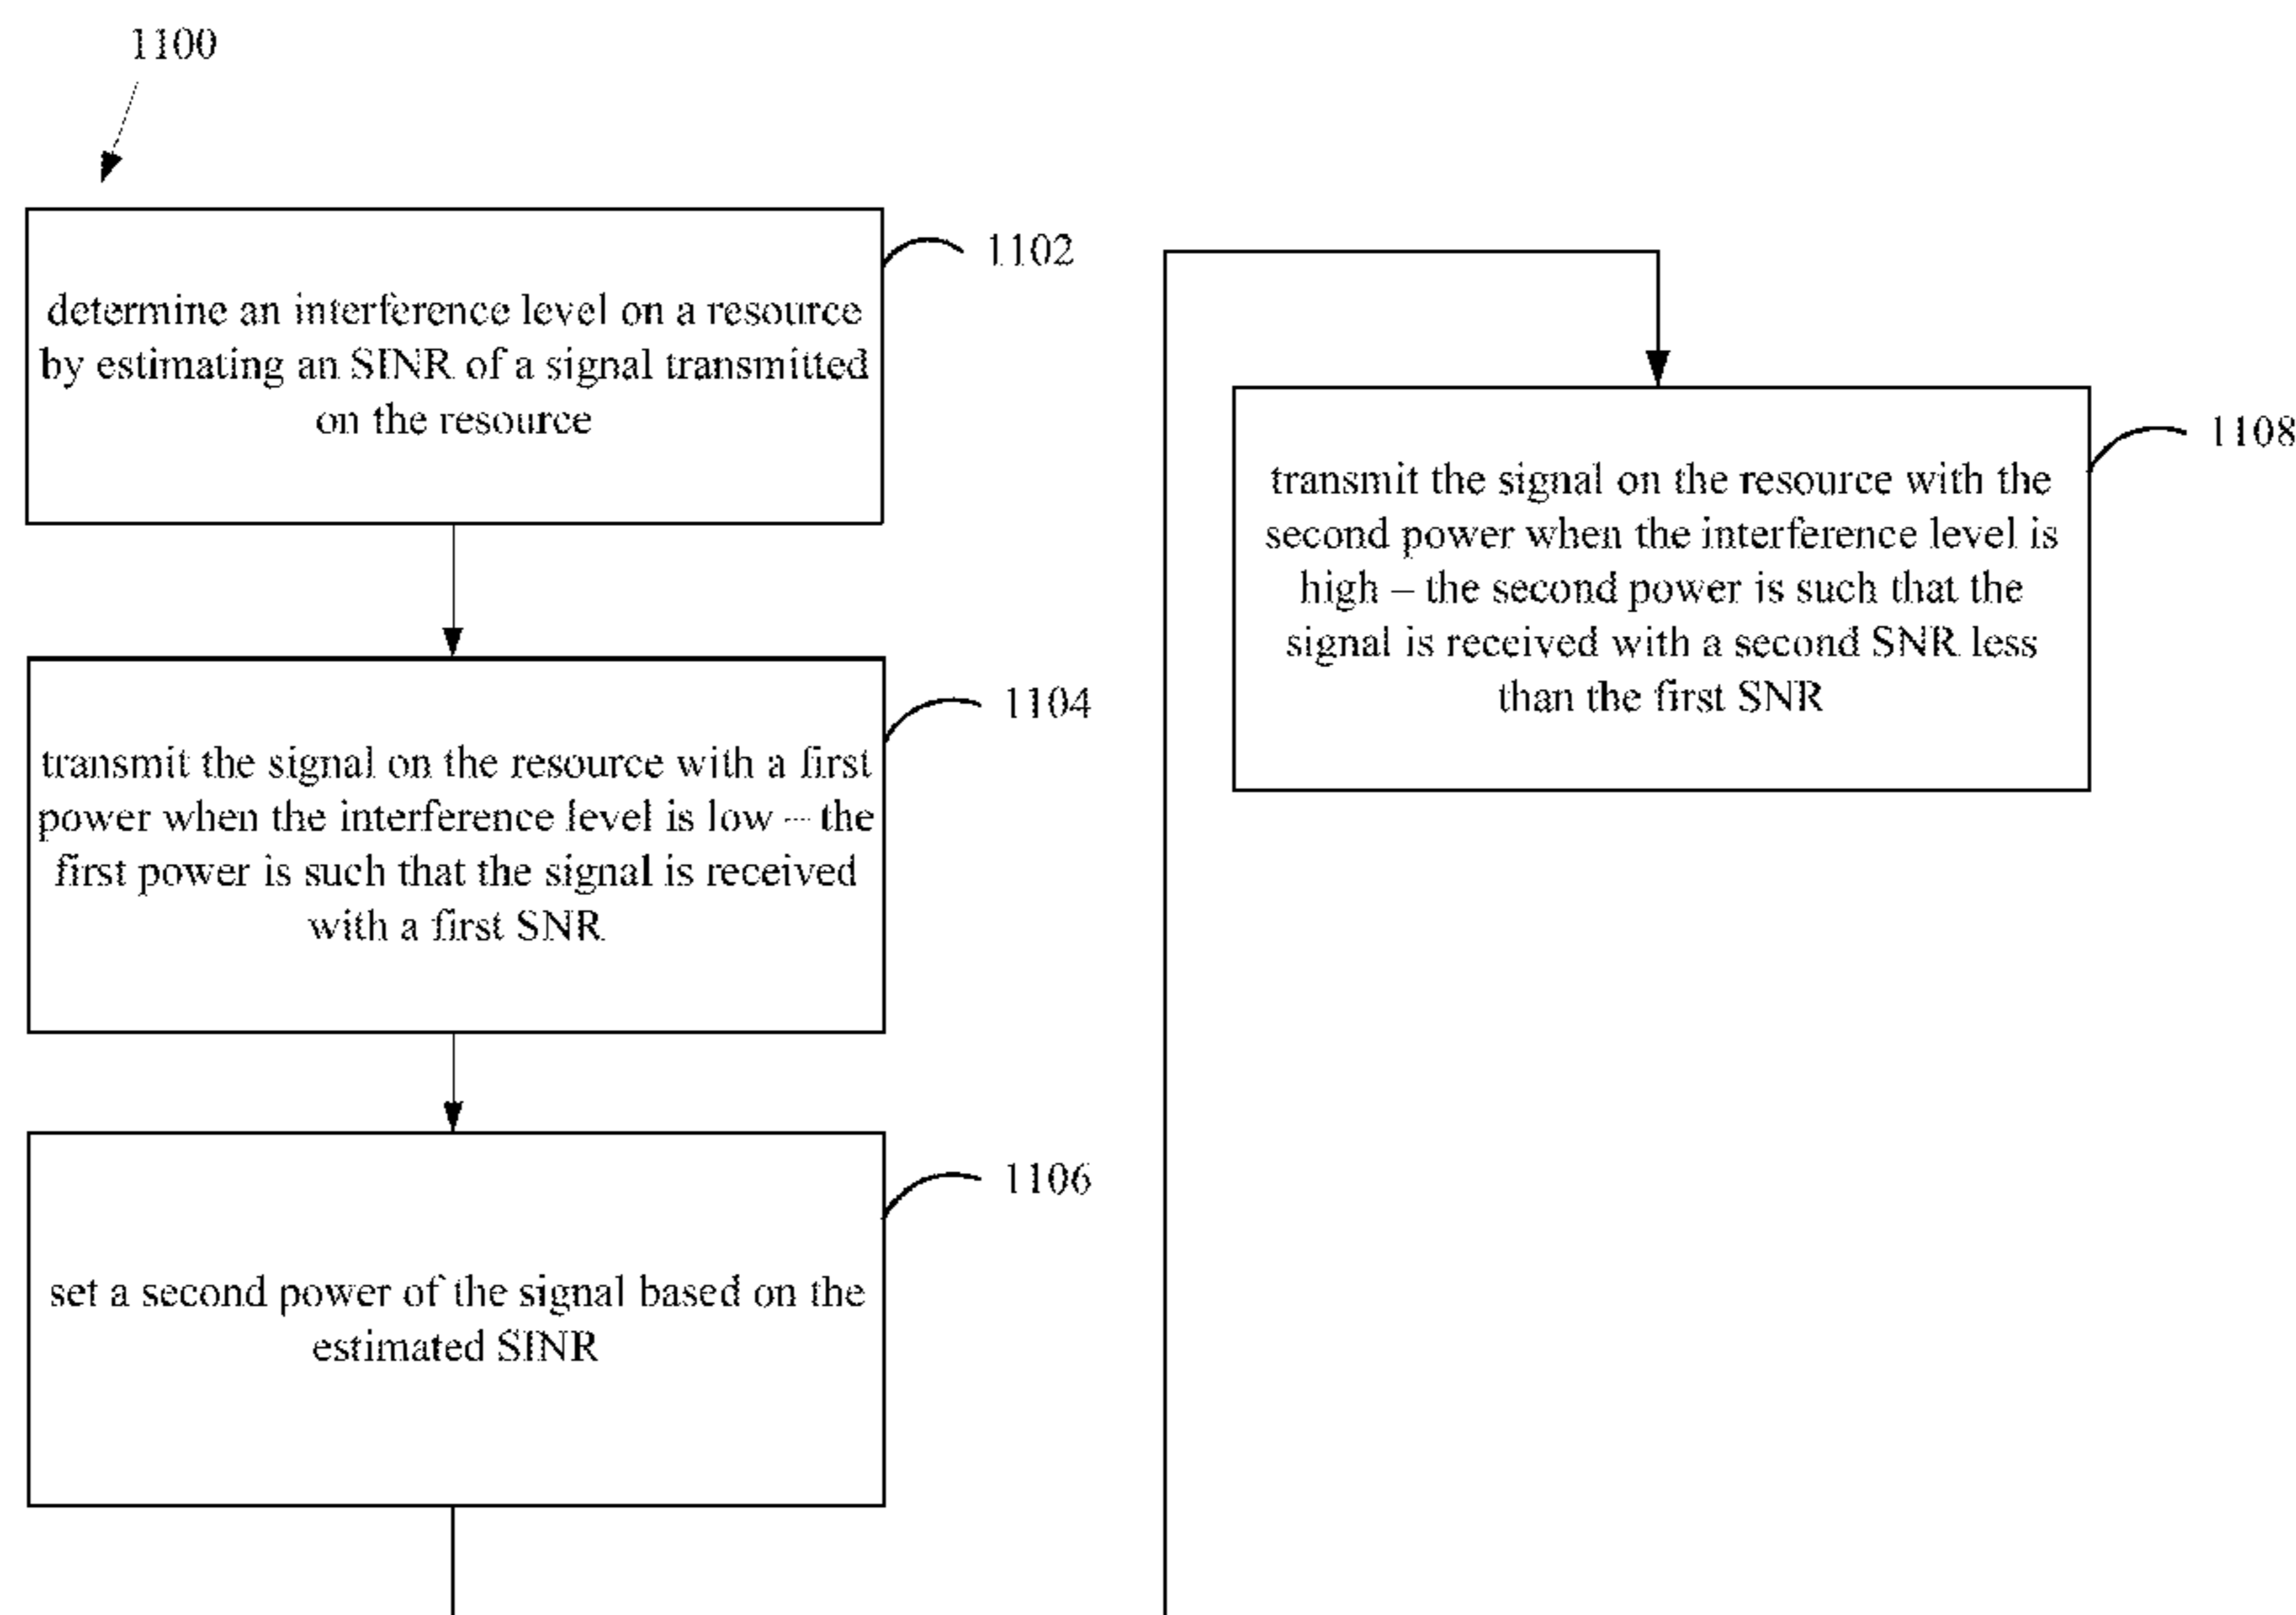 1100
determine an interference level on a resource
by estimating an SINR of a signal transmitted
on the resource
1102
transmit the signal on the resource with a first
power when the interference level is low – the
first power is such that the signal is received
with a first SNR
1104
set a second power of the signal based on the
estimated SINR
1106
transmit the signal on the resource with the
second power when the interference level is
high – the second power is such that the
signal is received with a second SNR less
than the first SNR
1108